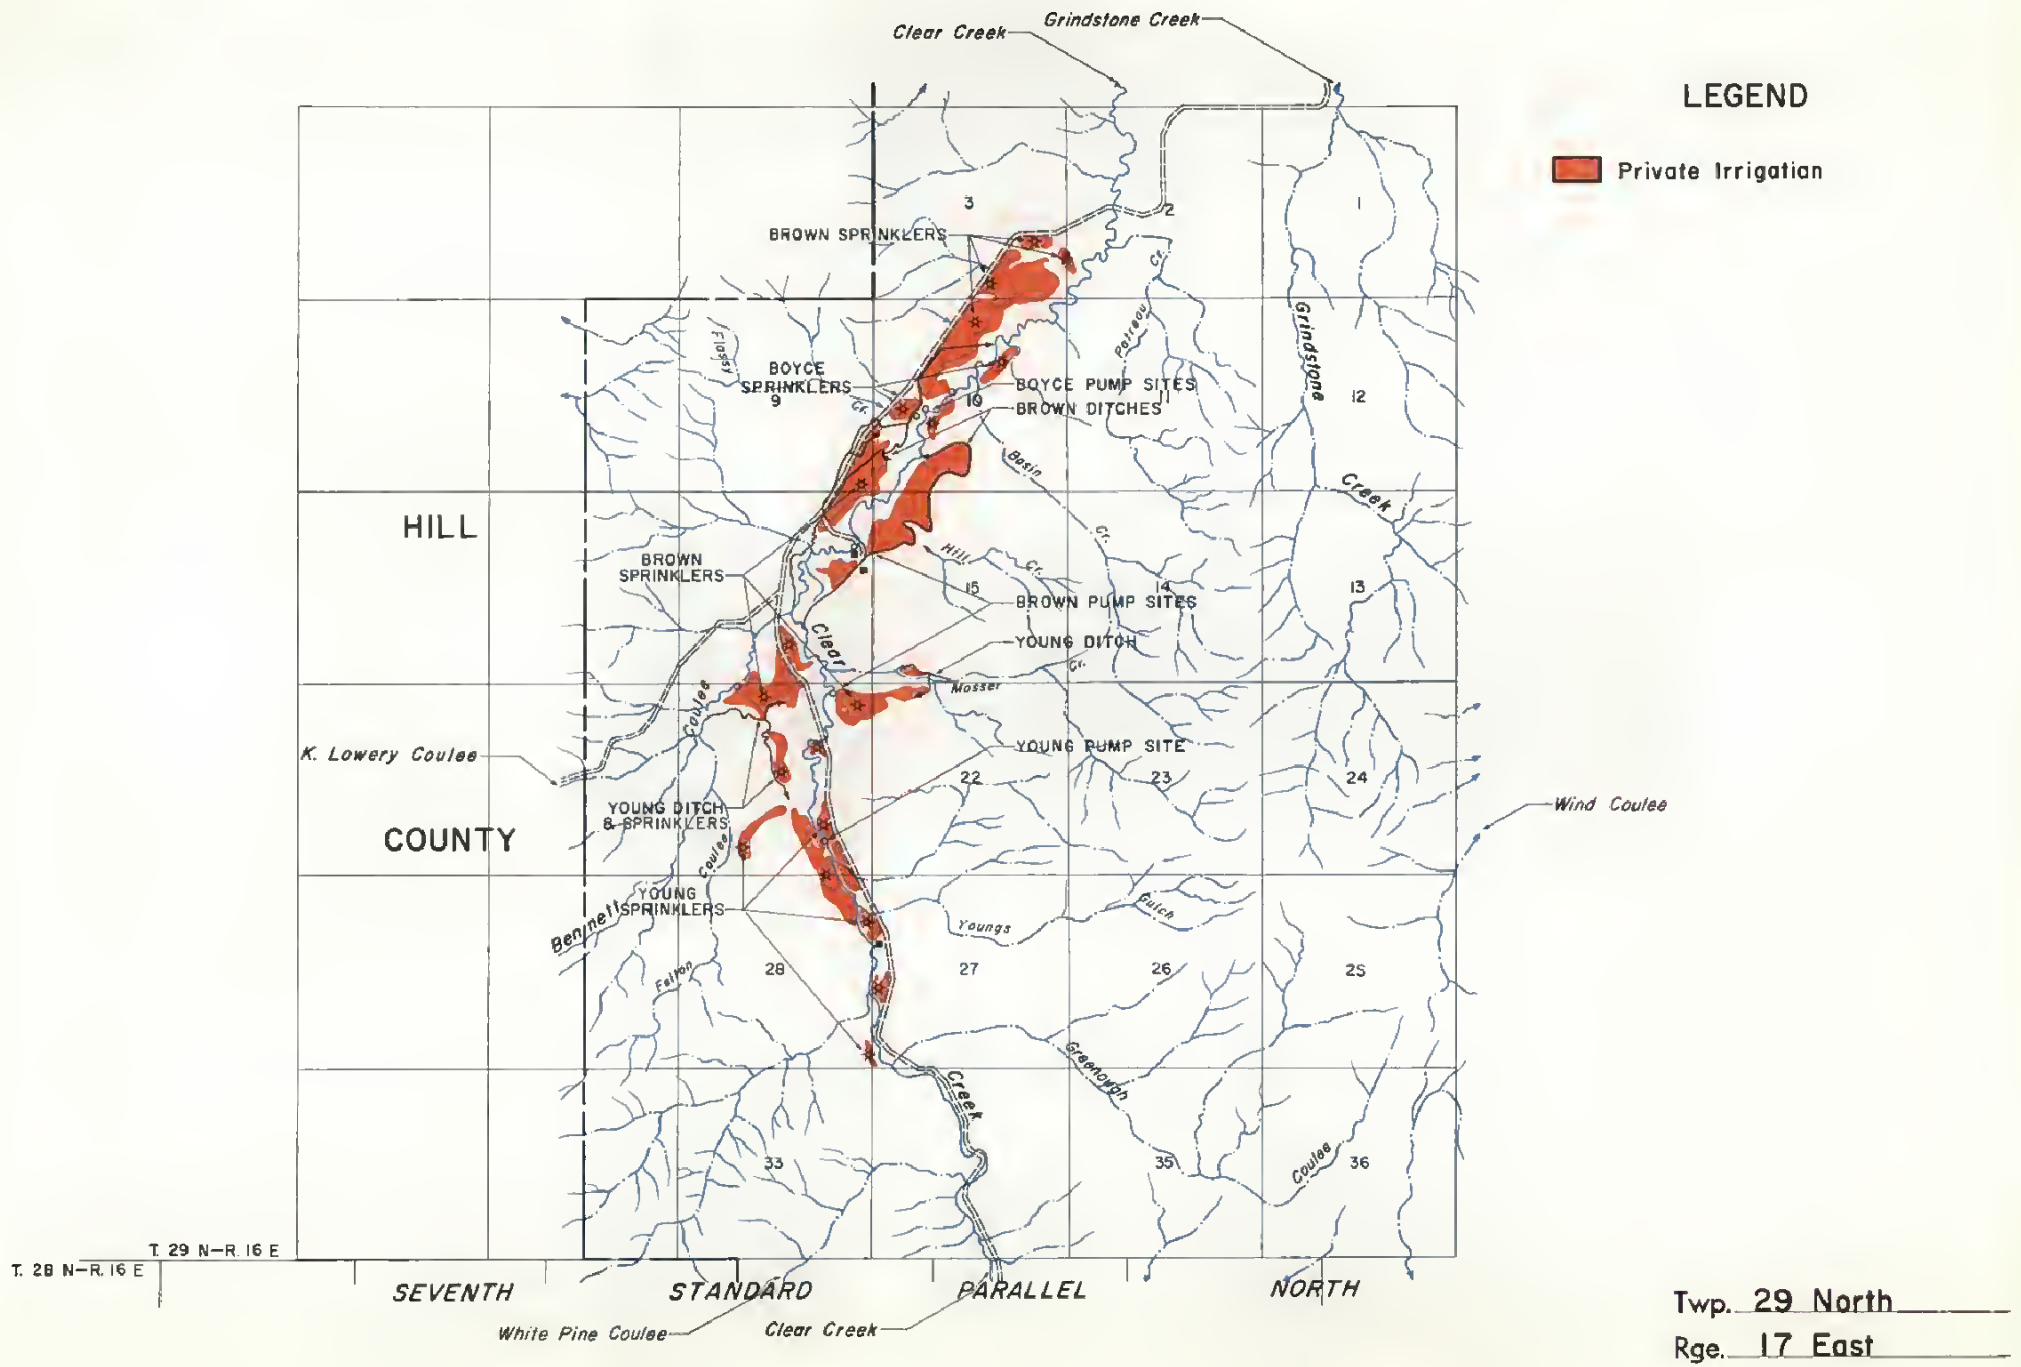 Grindstone Creek
Clear Creek
LEGEND
Private Irrigation
3
2
1
BROWN SPRINKLERS
Cr.
Patreau
Grindstone
Flassy
BOYCE
SPRINKLERS
BOYCE PUMP SITES
9
Cr.
10
11
12
BROWN DITCHES
Basin
Creek
HILL
Cr.
BROWN
SPRINKLERS
Hill
Cr.
15
14
13
BROWN PUMP SITES
Clear
YOUNG DITCH
Cr.
Mosser
Coulee
K. Lowery Coulee
YOUNG PUMP SITE
22
23
24
YOUNG DITCH
& SPRINKLERS
Wind Coulee
COUNTY
Coulee
YOUNG
SPRINKLERS
Bennett
Gulch
Youngs
Felton
28
27
26
25
Greenough
Creek
Coulee
33
35
36
T. 29 N-R. 16 E
T. 28 N-R. 16 E
SEVENTH STANDARD PARALLEL NORTH
White Pine Coulee
Clear Creek
Twp. 29 North
Rge. 17 East